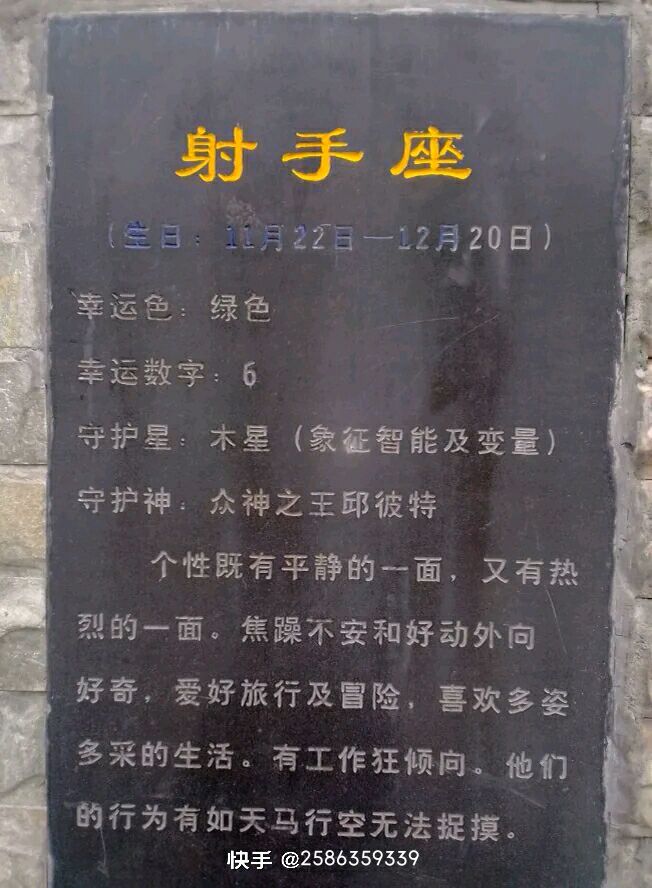 射手座
(生日：11月22日—12月20日)
幸运色：绿色
幸运数字：6
守护星：木星(象征智能及变量)
守护神：众神之王邱彼特
个性既有平静的一面，又有热
烈的一面。焦躁不安和好动外向
好奇，爱好旅行及冒险，喜欢多姿
多采的生活。有工作狂倾向。他们
的行为有如天马行空无法捉摸。
快手 @2586359339